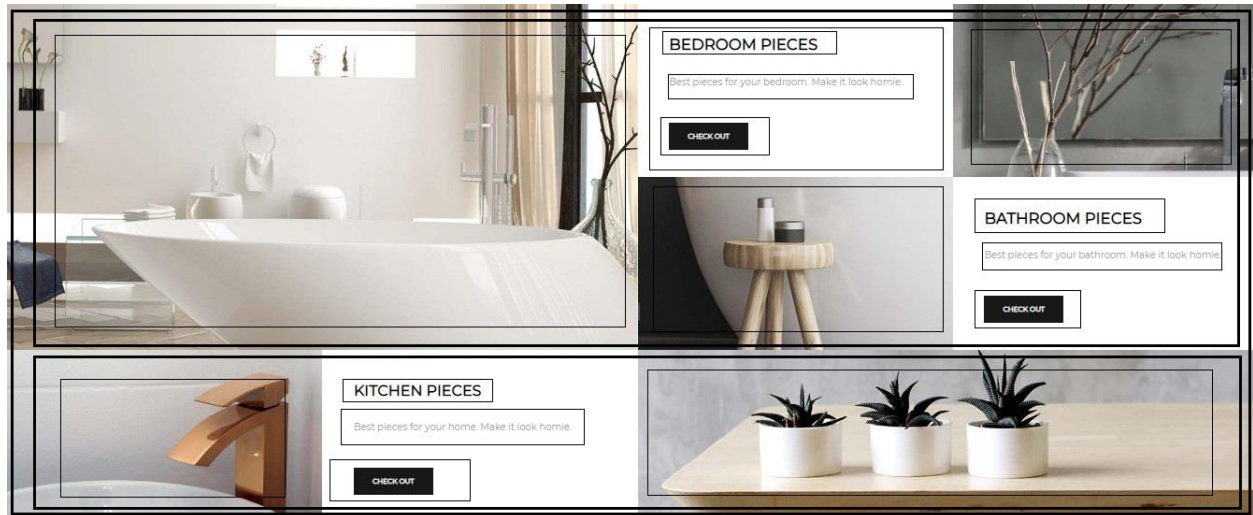 BEDROOM PIECES
Best pieces for your bedroom. Make it look homie.
CHECK OUT
BATHROOM PIECES
Best pieces for your bathroom. Make it look homie.
CHECK OUT
KITCHEN PIECES
Best pieces for your home. Make it look homie.
CHECK OUT